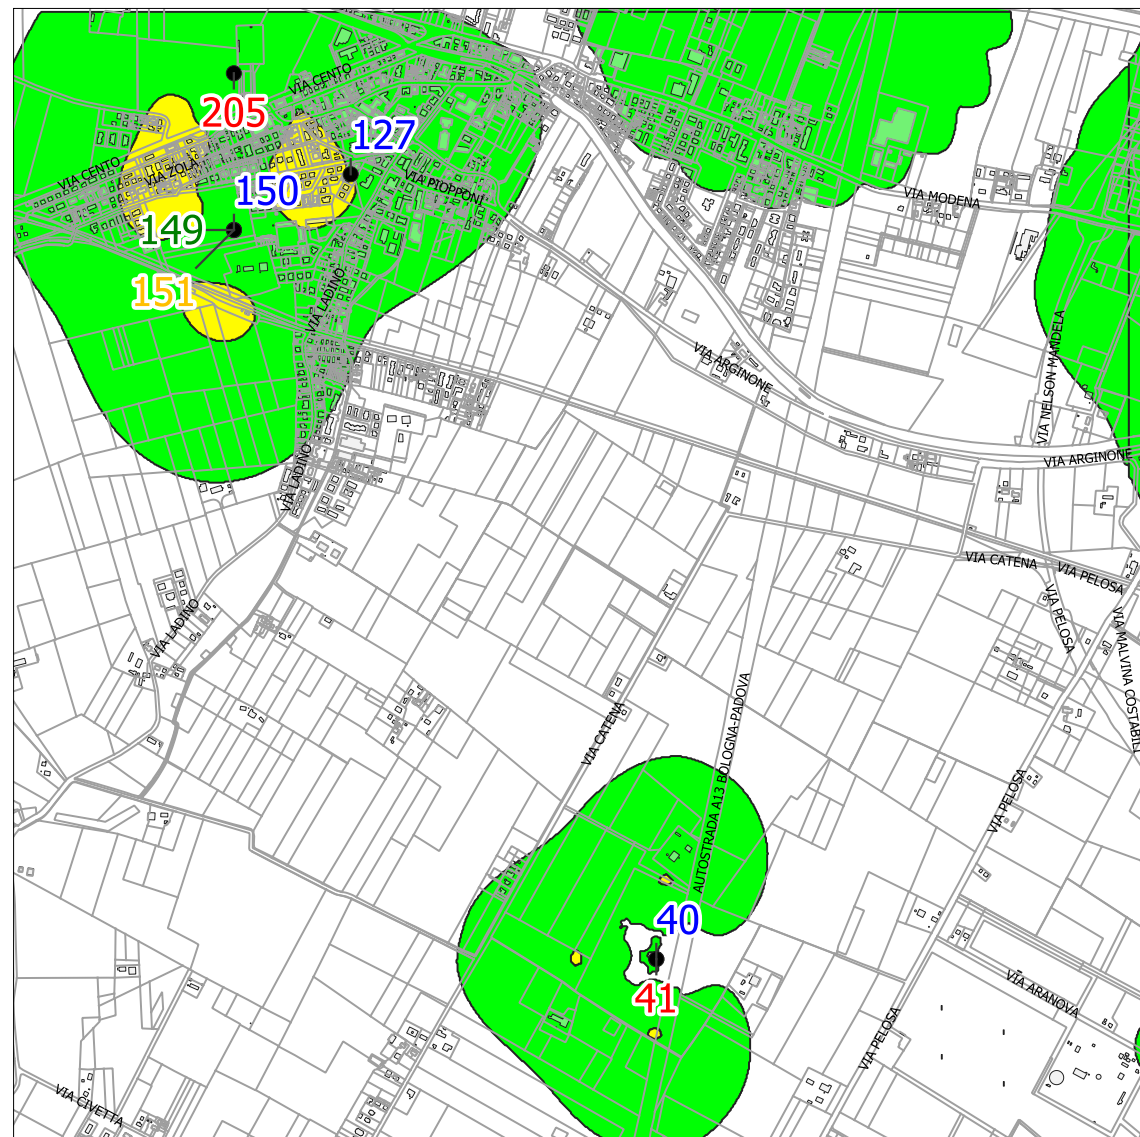 VIA CENTO
205
127
VIA CENTO
VIA ZOLA
VIA PIOPPONI
150
VIA MODENA
149
151
VIA LADINO
VIA ARGINONE
VIA NELSON MANDELA
VIA ARGINONE
VIA LADINO
VIA CATENA
VIA PELOSA
VIA PELOSA
VIA LADINO
VIA MALVINA COSTABILI
VIA CATENA
AUTOSTRADA A13 BOLOGNA-PADOVA
VIA PELOSA
40
41
VIA ARANOVA
VIA PELOSA
VIA CIVETTA